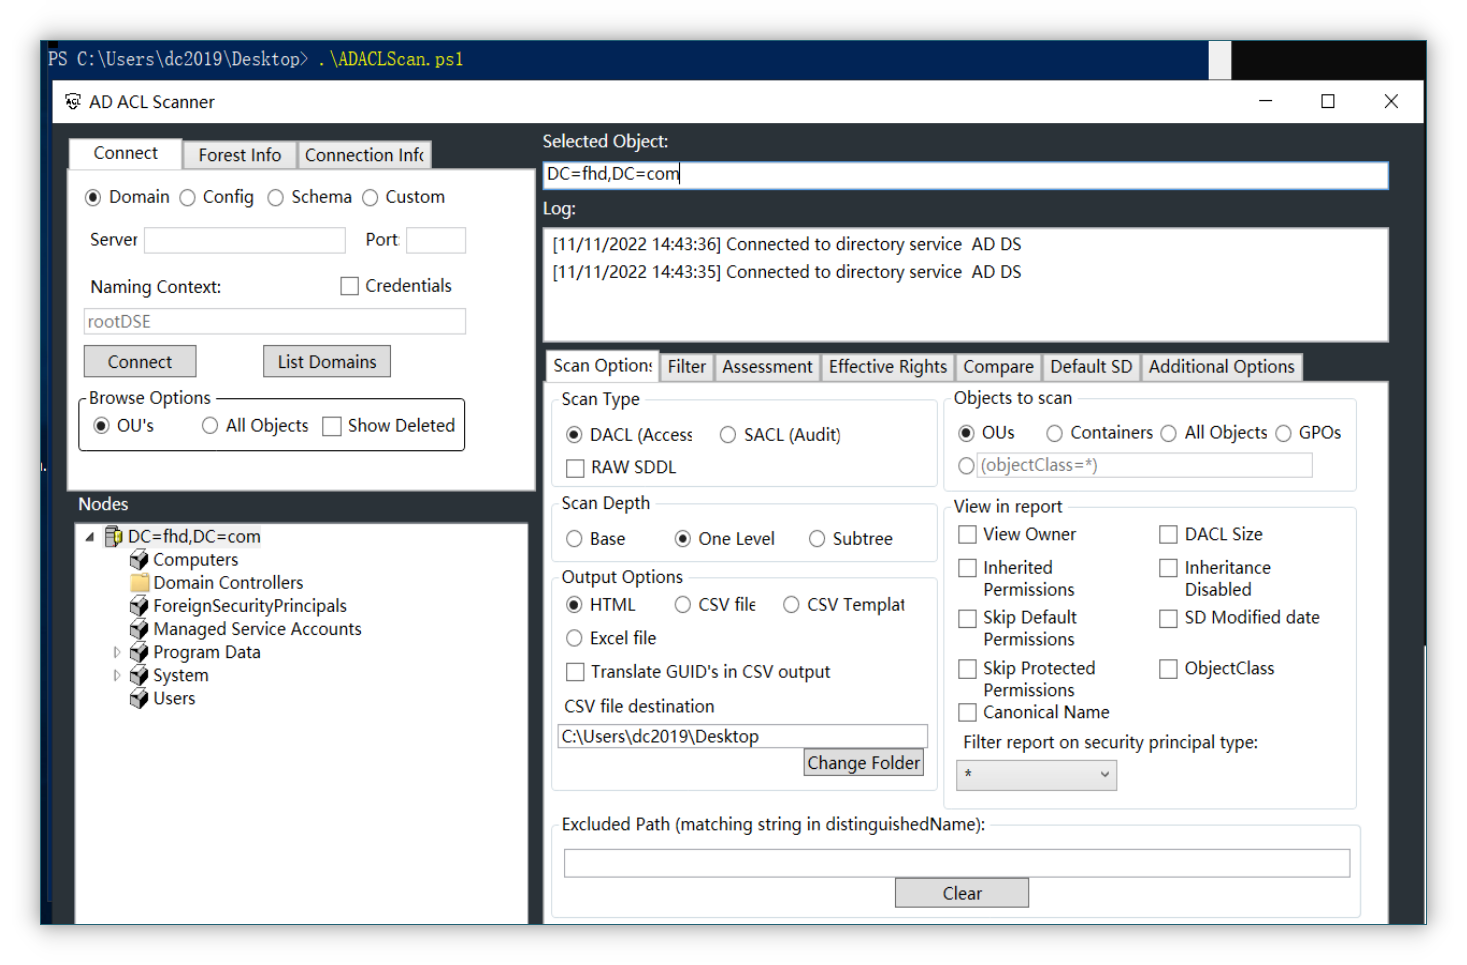 PS C:\Users\dc2019\Desktop> .\ADACLScan.ps1
AD ACL Scanner
Connect
Forest Info
Connection Infc
Domain
Config
Schema
Custom
Server
Port
Naming Context:
Credentials
rootDSE
Connect
List Domains
Browse Options
OU's
All Objects
Show Deleted
Nodes
DC=fhd,DC=com
Computers
Domain Controllers
ForeignSecurityPrincipals
Managed Service Accounts
Program Data
System
Users
Selected Object:
DC=fhd,DC=com
Log:
[11/11/2022 14:43:36] Connected to directory service  AD DS
[11/11/2022 14:43:35] Connected to directory service  AD DS
Scan Options
Filter
Assessment
Effective Rights
Compare
Default SD
Additional Options
Scan Type
DACL (Access
SACL (Audit)
RAW SDDL
Scan Depth
Base
One Level
Subtree
Output Options
HTML
CSV file
CSV Templat
Excel file
Translate GUID's in CSV output
CSV file destination
C:\Users\dc2019\Desktop
Change Folder
Objects to scan
OUs
Containers
All Objects
GPOs
(objectClass=*)
View in report
View Owner
DACL Size
Inherited
Permissions
Inheritance
Disabled
Skip Default
Permissions
SD Modified date
Skip Protected
Permissions
ObjectClass
Canonical Name
Filter report on security principal type:
*
Excluded Path (matching string in distinguishedName):
Clear